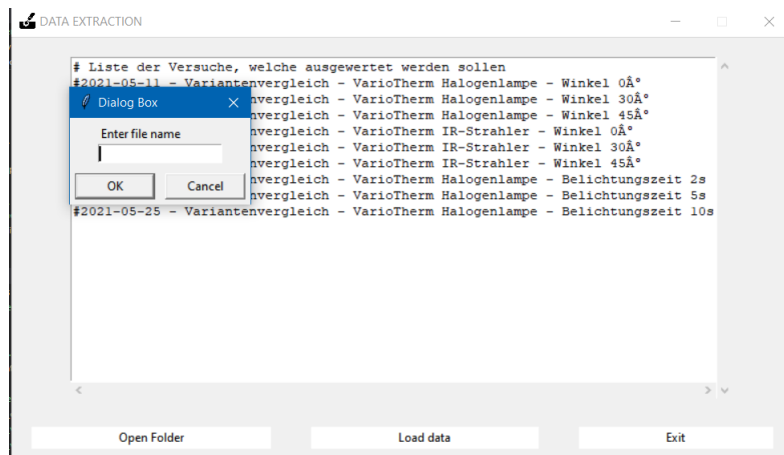 DATA EXTRACTION
# Liste der Versuche, welche ausgewertet werden sollen
#2021-05-11 - Variantenvergleich - VarioTherm Halogenlampe - Winkel 0Â°
nvergleich - VarioTherm Halogenlampe - Winkel 30Â°
nvergleich - VarioTherm Halogenlampe - Winkel 45Â°
nvergleich - VarioTherm IR-Strahler - Winkel 0Â°
nvergleich - VarioTherm IR-Strahler - Winkel 30Â°
nvergleich - VarioTherm IR-Strahler - Winkel 45Â°
nvergleich - VarioTherm Halogenlampe - Belichtungszeit 2s
nvergleich - VarioTherm Halogenlampe - Belichtungszeit 5s
#2021-05-25 - Variantenvergleich - VarioTherm Halogenlampe - Belichtungszeit 10s
Dialog Box
Enter file name
OK Cancel
Open Folder Load data Exit